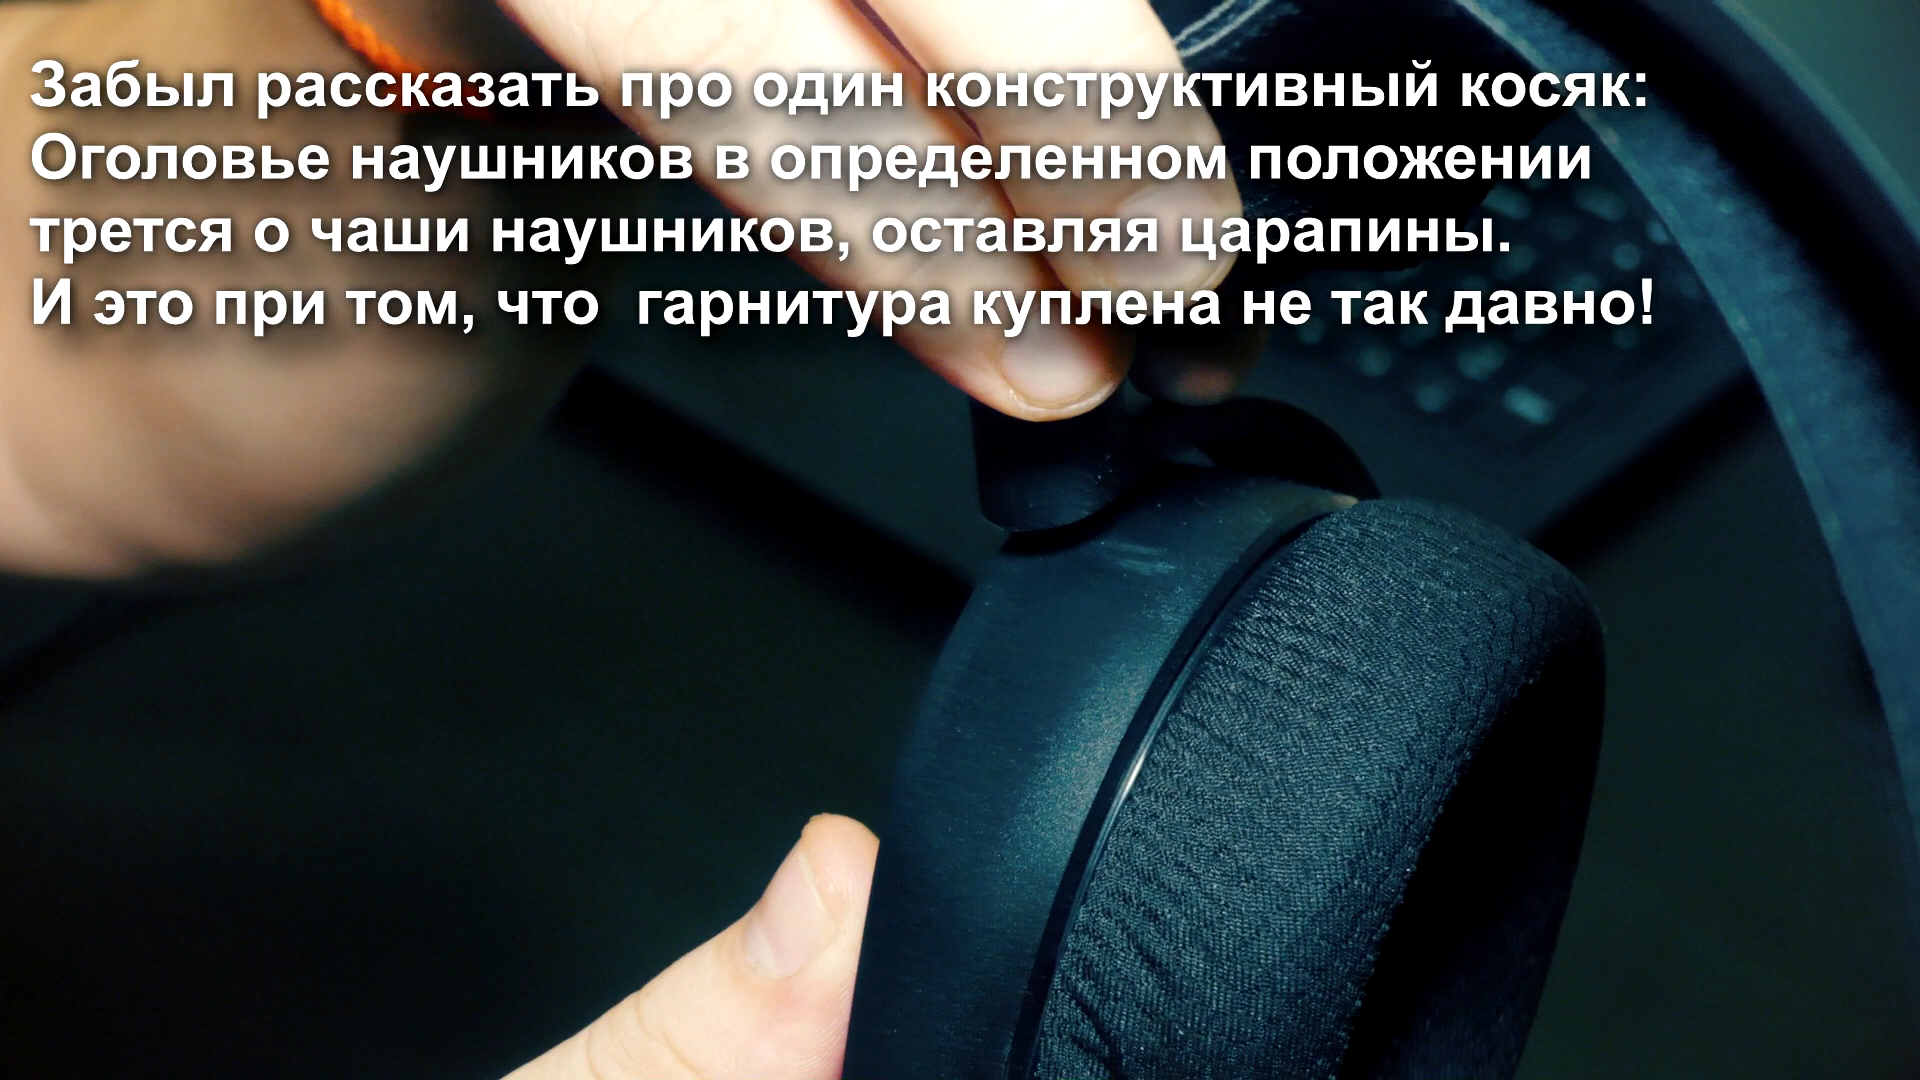 Забыл рассказать про один конструктивный косяк:
Оголовье наушников в определенном положении
трется о чаши наушников, оставляя царапины.
И это при том, что  гарнитура куплена не так давно!